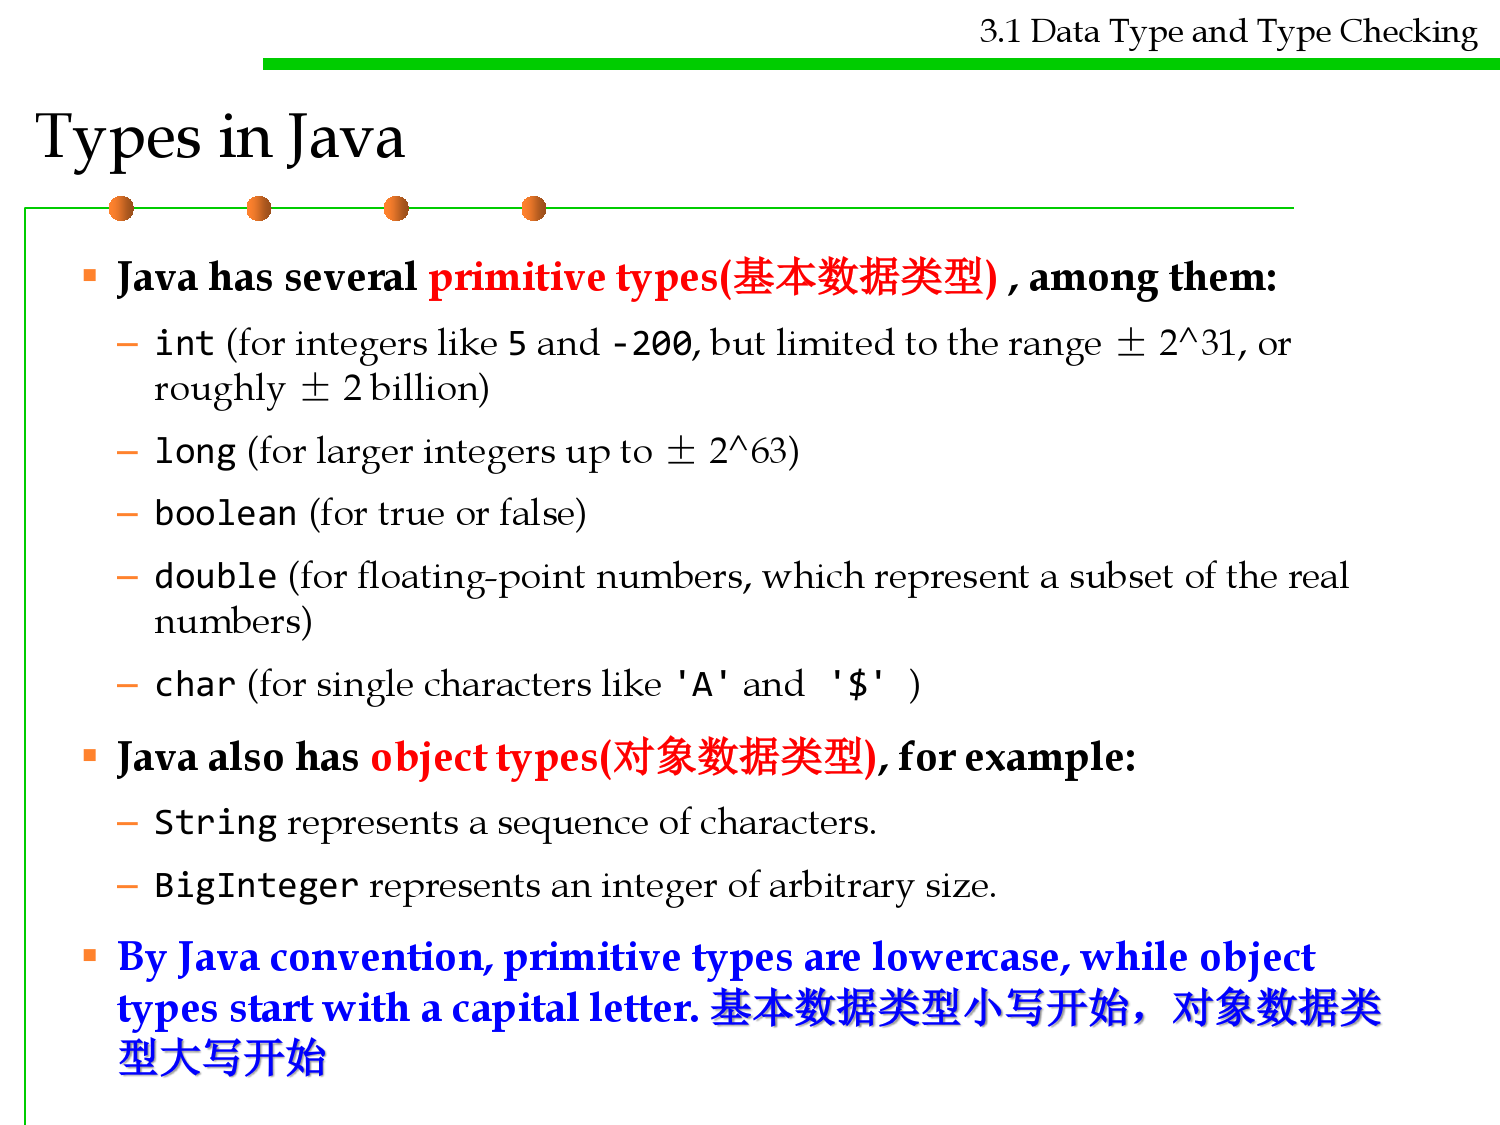 3.1 Data Type and Type Checking
Types in Java
▪ Java has several primitive types(基本数据类型) , among them:
– int (for integers like 5 and -200, but limited to the range ± 2^31, or
roughly ± 2 billion)
– long (for larger integers up to ± 2^63)
– boolean (for true or false)
– double (for floating-point numbers, which represent a subset of the real
numbers)
– char (for single characters like 'A' and '$' )
▪ Java also has object types(对象数据类型), for example:
– String represents a sequence of characters.
– BigInteger represents an integer of arbitrary size.
▪ By Java convention, primitive types are lowercase, while object
types start with a capital letter. 基本数据类型小写开始，对象数据类
型大写开始